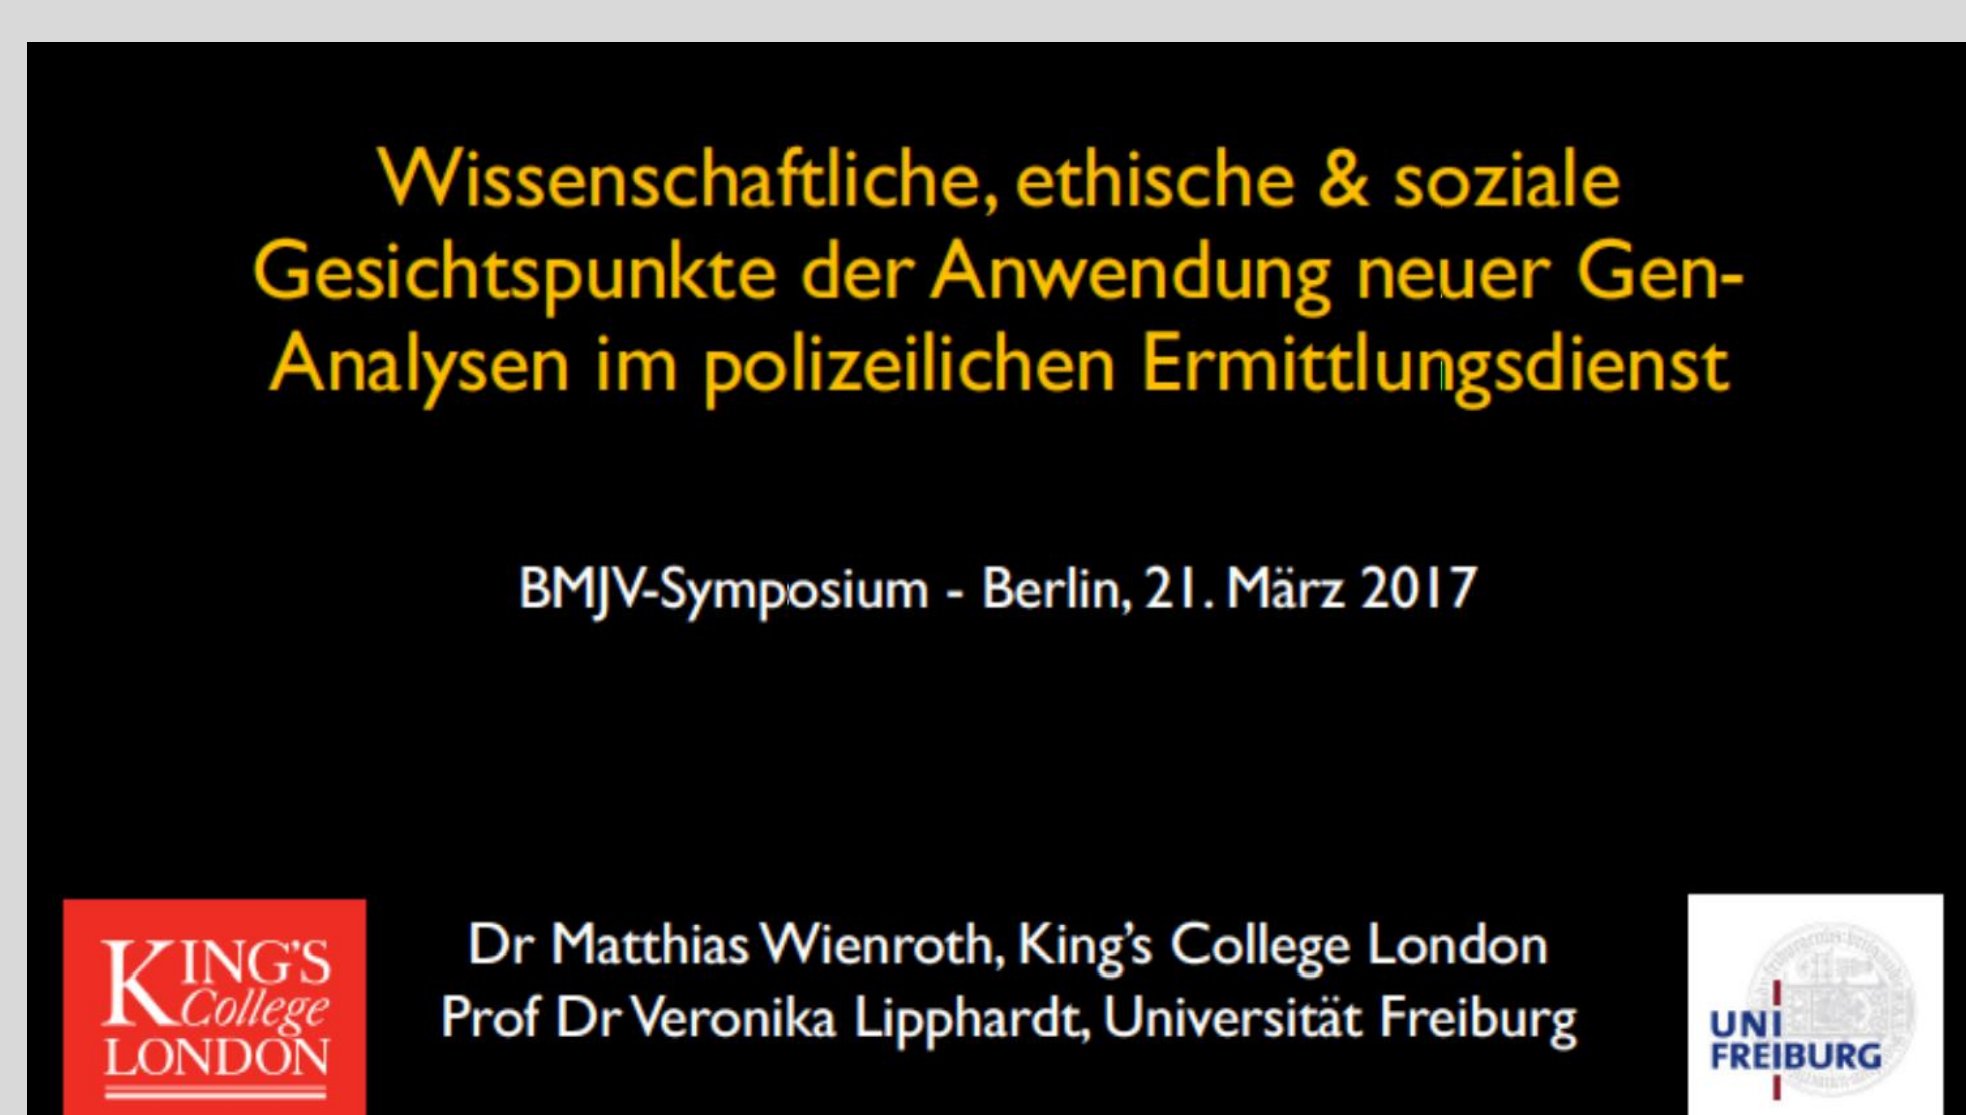 Wissenschaftliche, ethische & soziale
Gesichtspunkte der Anwendung neuer Gen-
Analysen im polizeilichen Ermittlungsdienst
BMJV-Symposium - Berlin, 21. März 2017
Dr Matthias Wienroth, King’s College London
Prof Dr Veronika Lipphardt, Universität Freiburg
KING'S
College
LONDON
UNI
FREIBURG